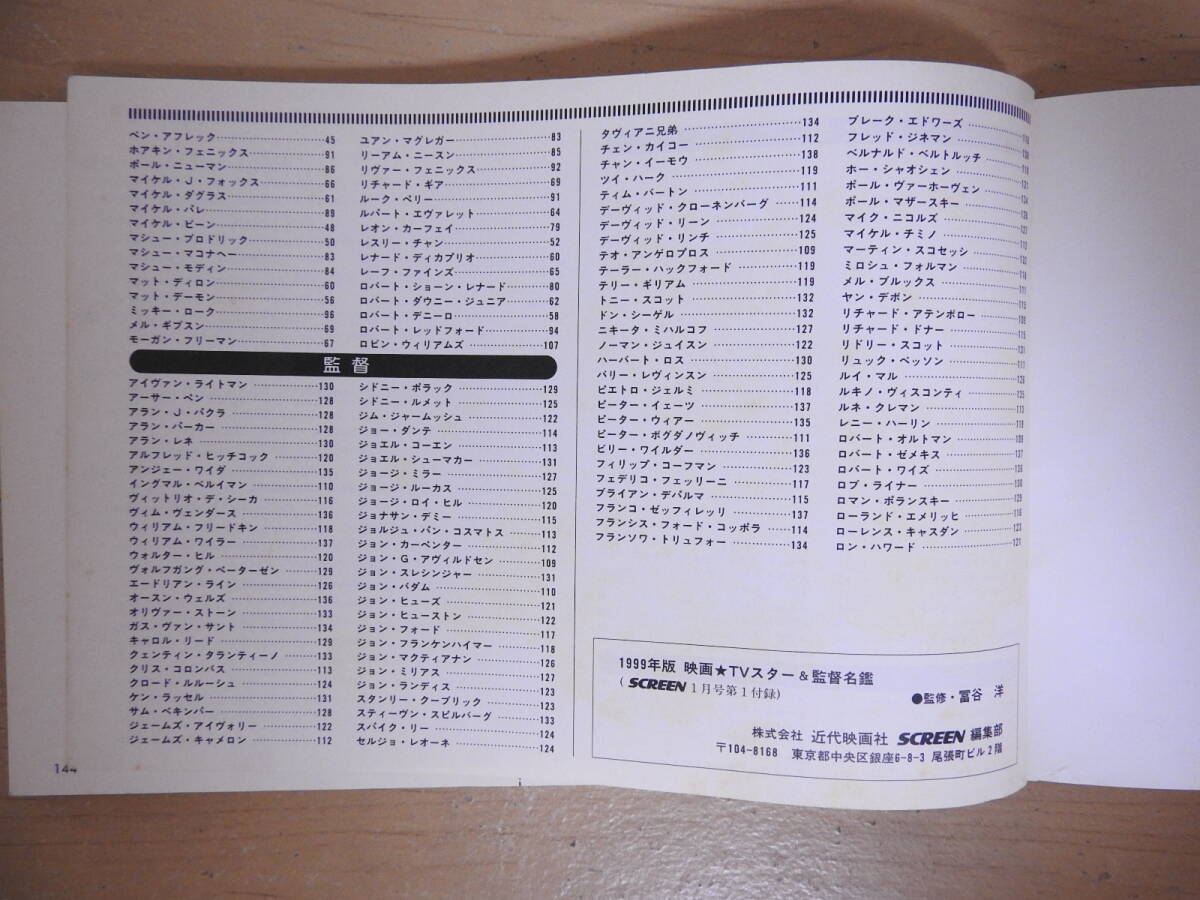 ベン・アフレック 45
ホアキン・フェニックス 91
ポール・ニューマン 86
マイケル・J・フォックス 66
マイケル・ダグラス 61
マイケル・パレ 89
マイケル・ビーン 48
マシュー・ブロドリック 50
マシュー・マコナヘー 83
マシュー・モディン 84
マット・ディロン 60
マット・デーモン 56
ミッキー・ローク 96
メル・ギブスン 69
モーガン・フリーマン 67
ユアン・マグレガー 83
リーアム・ニースン 85
リヴァー・フェニックス 92
リチャード・ギア 69
ルーク・ペリー 91
ルパート・エヴァレット 64
レオン・カーフェイ 79
レスリー・チャン 52
レナード・ディカプリオ 60
レーフ・ファインズ 65
ロバート・ショーン・レナード 80
ロバート・ダウニー・ジュニア 62
ロバート・デニーロ 58
ロバート・レッドフォード 94
ロビン・ウィリアムズ 107
監督
アイヴァン・ライトマン 130
アーサー・ペン 128
アラン・J・パクラ 128
アラン・パーカー 128
アラン・レネ 130
アルフレッド・ヒッチコック 120
アンジェー・ワイダ 135
イングマル・ベルイマン 110
ヴィットリオ・デ・シーカ 116
ヴィム・ヴェンダース 136
ウィリアム・フリードキン 118
ウィリアム・ワイラー 137
ウォルター・ヒル 120
ヴォルフガング・ペーターゼン 129
エードリアン・ライン 126
オースン・ウェルズ 136
オリヴァー・ストーン 133
ガス・ヴァン・サント 134
キャロル・リード 129
クェンティン・タランティーノ 133
クリス・コロンバス 113
クロード・ルルーシュ 124
ケン・ラッセル 131
サム・ペキンパー 128
ジェームズ・アイヴォリー 122
ジェームズ・キャメロン 112
シドニー・ポラック 129
シドニー・ルメット 125
ジム・ジャームッシュ 122
ジョー・ダンテ 114
ジョエル・コーエン 113
ジョエル・シューマカー 131
ジョージ・ミラー 127
ジョージ・ルーカス 125
ジョージ・ロイ・ヒル 120
ジョナサン・デミー 115
ジョルジュ・パン・コスマトス 113
ジョン・カーペンター 112
ジョン・G・アヴィルドセン 109
ジョン・スレシンジャー 131
ジョン・バダム 110
ジョン・ヒューズ 121
ジョン・ヒューストン 122
ジョン・フォード 117
ジョン・フランケンハイマー 118
ジョン・マクティアナン 126
ジョン・ミリアス 127
ジョン・ランディス 123
スタンリー・クーブリック 123
スティーヴン・スピルバーグ 133
スパイク・リー 124
セルジョ・レオーネ 124
タヴィアニ兄弟 134
チェン・カイコー 112
チャン・イーモウ 138
ツイ・ハーク 119
ティム・バートン 111
デーヴィッド・クローネンバーグ 114
デーヴィッド・リーン 124
デーヴィッド・リンチ 125
テオ・アンゲロプロス 109
テーラー・ハックフォード 119
テリー・ギリアム 119
トニー・スコット 132
ドン・シーゲル 132
ニキータ・ミハルコフ 127
ノーマン・ジュイスン 122
ハーバート・ロス 130
バリー・レヴィンスン 125
ピエトロ・ジェルミ 118
ピーター・イェーツ 137
ピーター・ウィアー 135
ピーター・ボグダノヴィッチ 111
ビリー・ワイルダー 136
フィリップ・コーフマン 123
フェデリコ・フェッリーニ 117
ブライアン・デパルマ 115
フランコ・ゼッフィレッリ 137
フランシス・フォード・コッポラ 114
フランソワ・トリュフォー 134
ブレーク・エドワーズ
フレッド・ジネマン
ベルナルド・ベルトルッチ
ホー・シャオシェン
ポール・ヴァーホーヴェン
ポール・マザースキー
マイク・ニコルズ
マイケル・チミノ
マーティン・スコセッシ
ミロシュ・フォルマン
メル・ブルックス
ヤン・デボン
リチャード・アテンボロー
リチャード・ドナー
リドリー・スコット
リュック・ベッソン
ルイ・マル
ルキノ・ヴィスコンティ
ルネ・クレマン
レニー・ハーリン
ロバート・オルトマン
ロバート・ゼメキス
ロバート・ワイズ
ロブ・ライナー
ロマン・ポランスキー
ローランド・エメリッヒ
ローレンス・キャスダン
ロン・ハワード 121
1999年版 映画★TVスター&監督名鑑
(SCREEN 1月号第1付録)
●監修・冨谷 洋
株式会社 近代映画社 SCREEN 編集部
〒104-8168 東京都中央区銀座6-8-3 尾張町ビル2階
144